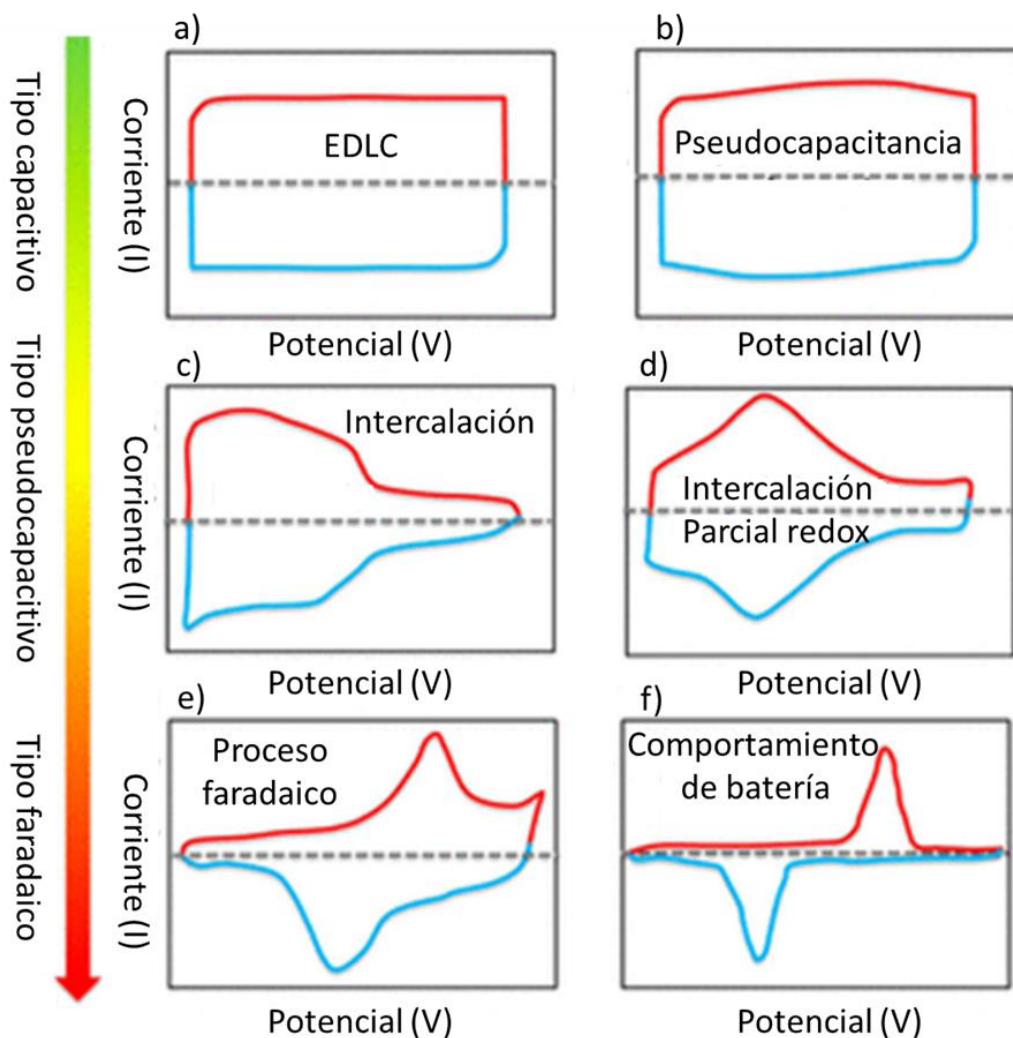 a)
b)
Tipo capacitivo
Corriente (I)
EDLC
Pseudocapacitancia
Potencial (V)
Potencial (V)
c)
d)
Tipo pseudocapacitivo
Corriente (I)
Intercalación
Intercalación
Parcial redox
Potencial (V)
Potencial (V)
e)
f)
Tipo faradaico
Corriente (I)
Proceso
faradaico
Comportamiento
de batería
Potencial (V)
Potencial (V)